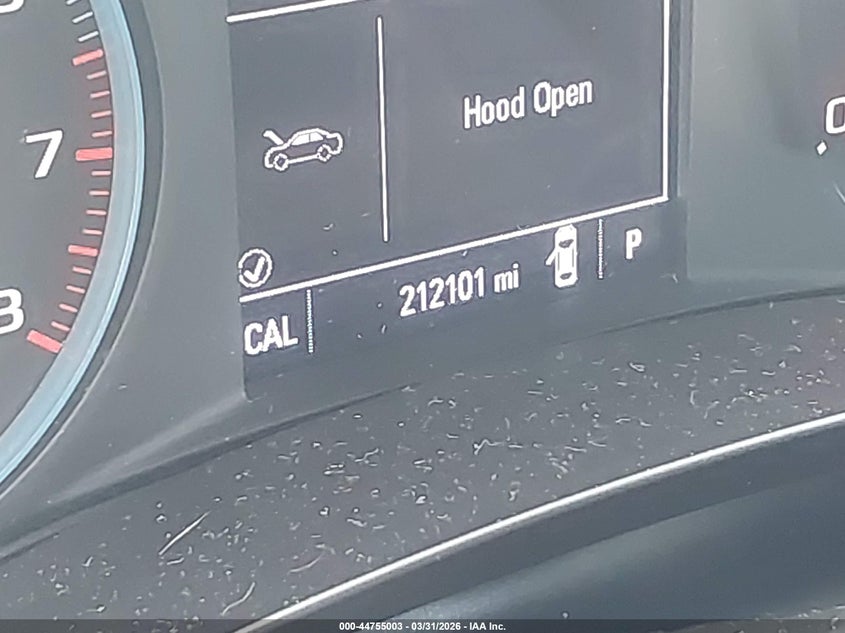 Hood Open
7
8
CAL
212101 mi
P
000-44755003 - 03/31/2026 - IAA Inc.